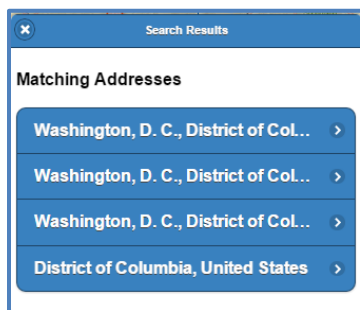 Search Results
Matching Addresses
Washington, D. C., District of Col...
Washington, D. C., District of Col...
Washington, D. C., District of Col...
District of Columbia, United States